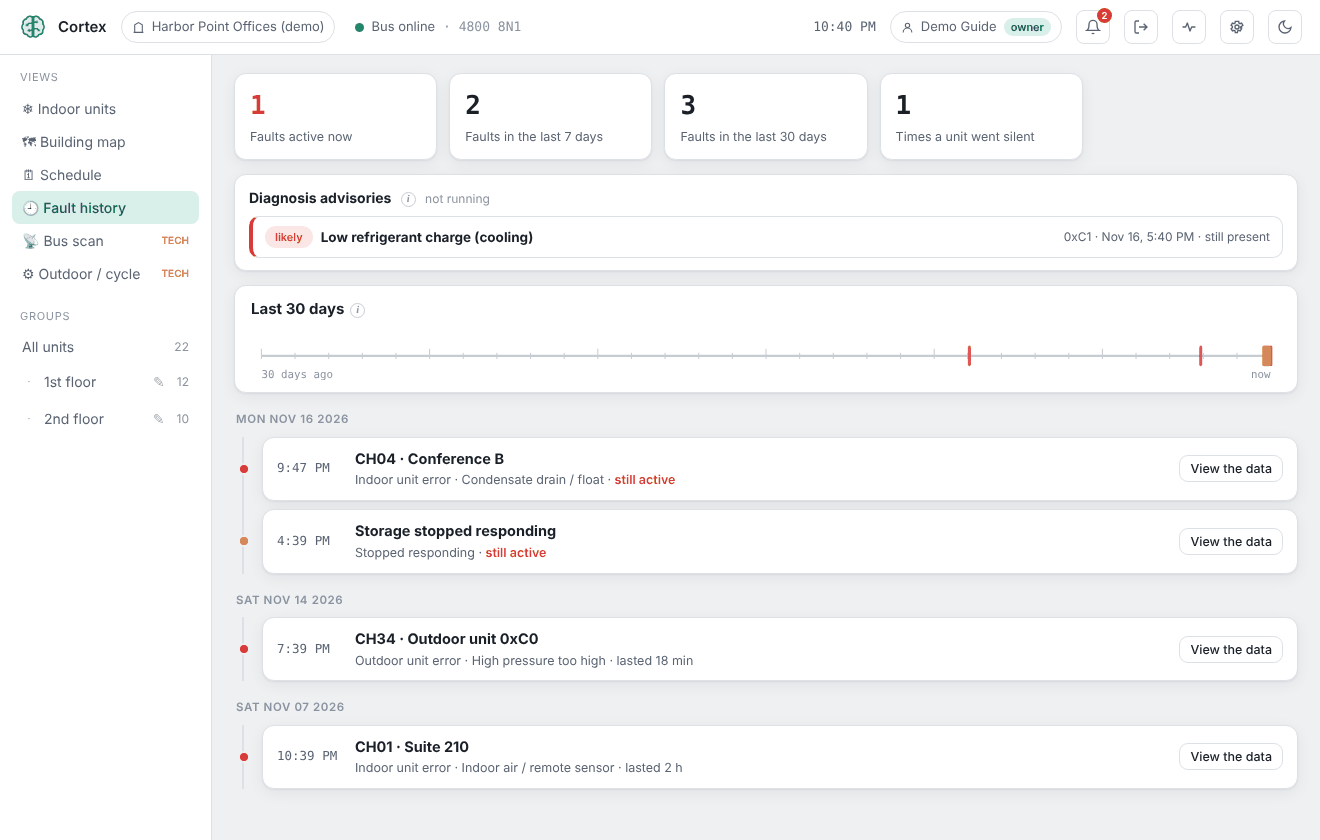 Cortex
Harbor Point Offices (demo)
Bus online · 4800 8N1
10:40 PM
Demo Guide owner
2
VIEWS
Indoor units
Building map
Schedule
Fault history
Bus scan TECH
Outdoor / cycle TECH
GROUPS
All units 22
1st floor 12
2nd floor 10
1
Faults active now
2
Faults in the last 7 days
3
Faults in the last 30 days
1
Times a unit went silent
Diagnosis advisories i not running
likely Low refrigerant charge (cooling) 0xC1 · Nov 16, 5:40 PM · still present
Last 30 days i
30 days ago now
MON NOV 16 2026
9:47 PM CH04 · Conference B
Indoor unit error · Condensate drain / float · still active
View the data
4:39 PM Storage stopped responding
Stopped responding · still active
View the data
SAT NOV 14 2026
7:39 PM CH34 · Outdoor unit 0xC0
Outdoor unit error · High pressure too high · lasted 18 min
View the data
SAT NOV 07 2026
10:39 PM CH01 · Suite 210
Indoor unit error · Indoor air / remote sensor · lasted 2 h
View the data